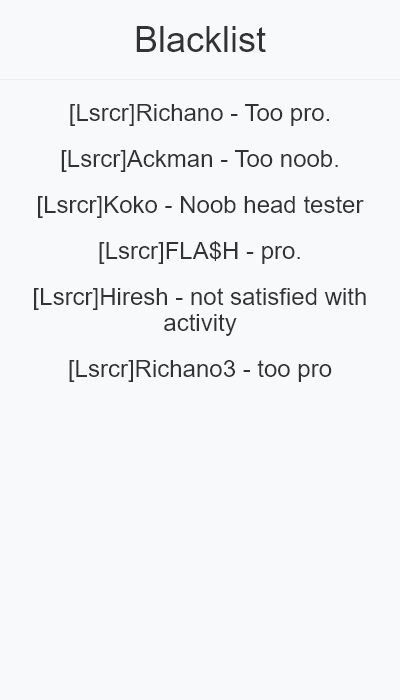 Blacklist
[Lsrcr]Richano - Too pro.
[Lsrcr]Ackman - Too noob.
[Lsrcr]Koko - Noob head tester
[Lsrcr]FLA$H - pro.
[Lsrcr]Hiresh - not satisfied with
activity
[Lsrcr]Richano3 - too pro